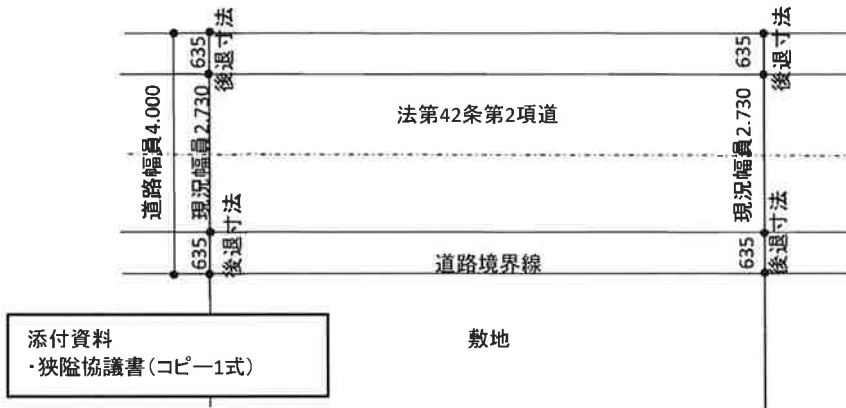 635
後退寸法
635
後退寸法
道路幅員4.000
現況幅員2.730
法第42条第2項道
現況幅員2.730
635
後退寸法
道路境界線
635
後退寸法
添付資料
・狭隘協議書(コピー1式)
敷地